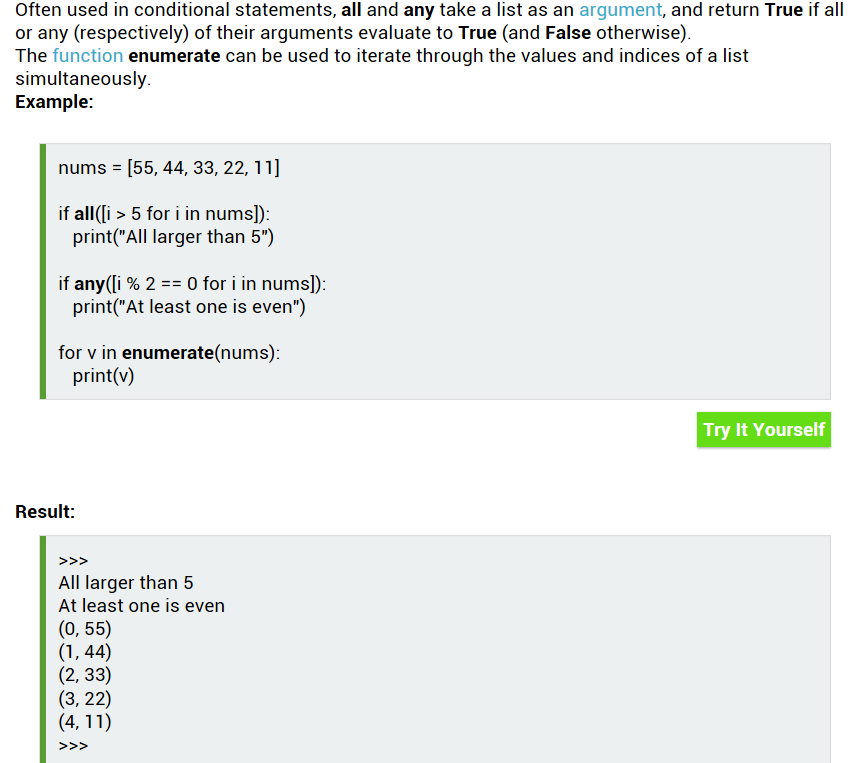 Often used in conditional statements, all and any take a list as an argument, and return True if all
or any (respectively) of their arguments evaluate to True (and False otherwise).
The function enumerate can be used to iterate through the values and indices of a list
simultaneously.
Example:
nums = [55, 44, 33, 22, 11]
if all([i > 5 for i in nums]):
print("All larger than 5")
if any([i % 2 == 0 for i in nums]):
print("At least one is even")
for v in enumerate(nums):
print(v)
Try It Yourself
Result:
>>>
All larger than 5
At least one is even
(0, 55)
(1, 44)
(2, 33)
(3, 22)
(4, 11)
>>>